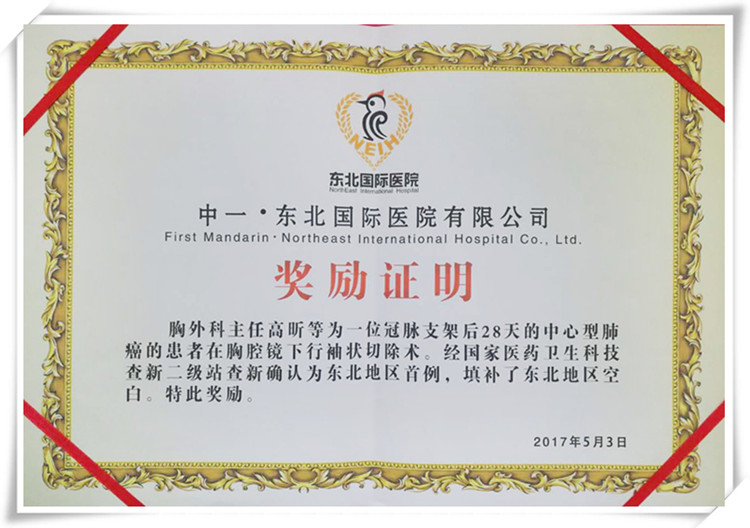 NEIH
东北国际医院
NorthEast International Hospital
中一·东北国际医院有限公司
First Mandarin·Northeast International Hospital Co., Ltd.
奖励证明
胸外科主任高昕等为一位冠脉支架后28天的中心型肺
癌的患者在胸腔镜下行袖状切除术。经国家医药卫生科技
查新二级站查新确认为东北地区首例，填补了东北地区空
白。特此奖励。
2017年5月3日